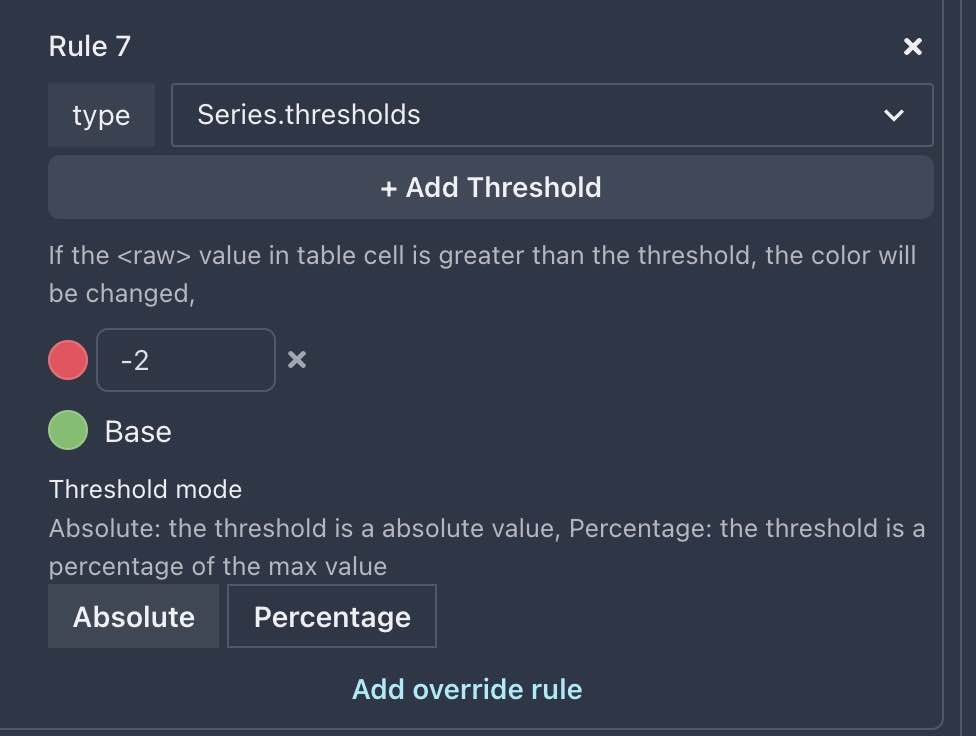 Rule 7
type
Series.thresholds
+ Add Threshold
If the <raw> value in table cell is greater than the threshold, the color will
be changed,
-2
Base
Threshold mode
Absolute: the threshold is a absolute value, Percentage: the threshold is a
percentage of the max value
Absolute
Percentage
Add override rule